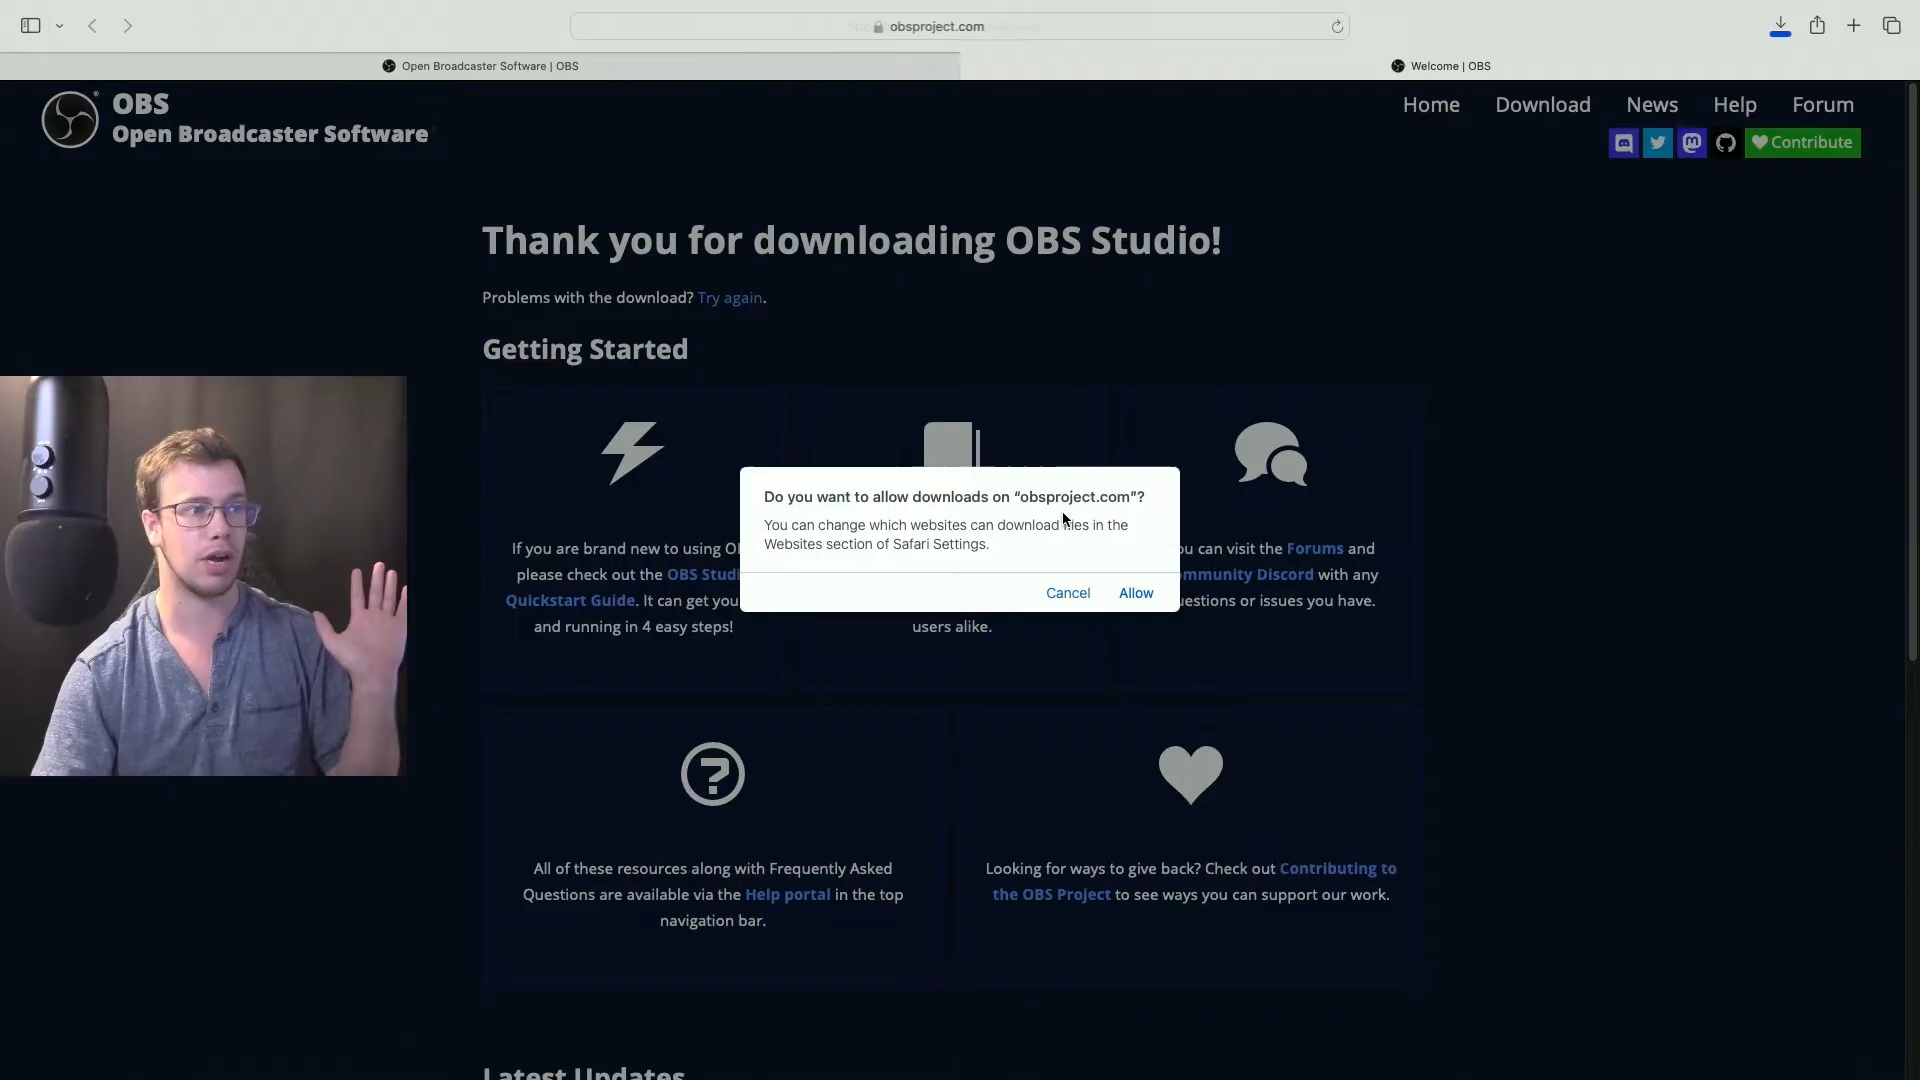 obsproject.com
Open Broadcaster Software | OBS
Welcome | OBS
OBS
Open Broadcaster Software
Home
Download
News
Help
Forum
Contribute
Thank you for downloading OBS Studio!
Problems with the download? Try again.
Getting Started
Do you want to allow downloads on “obsproject.com”?
You can change which websites can download files in the
Websites section of Safari Settings.
Cancel
Allow
If you are brand new to using
please check out the OBS
Quickstart Guide. It can get you
and running in 4 easy steps!
users alike.
can visit the Forums and
Discord with any
or issues you have.
All of these resources along with Frequently Asked
Questions are available via the Help portal in the top
navigation bar.
Looking for ways to give back? Check out Contributing to
the OBS Project to see ways you can support our work.
Latest Updates